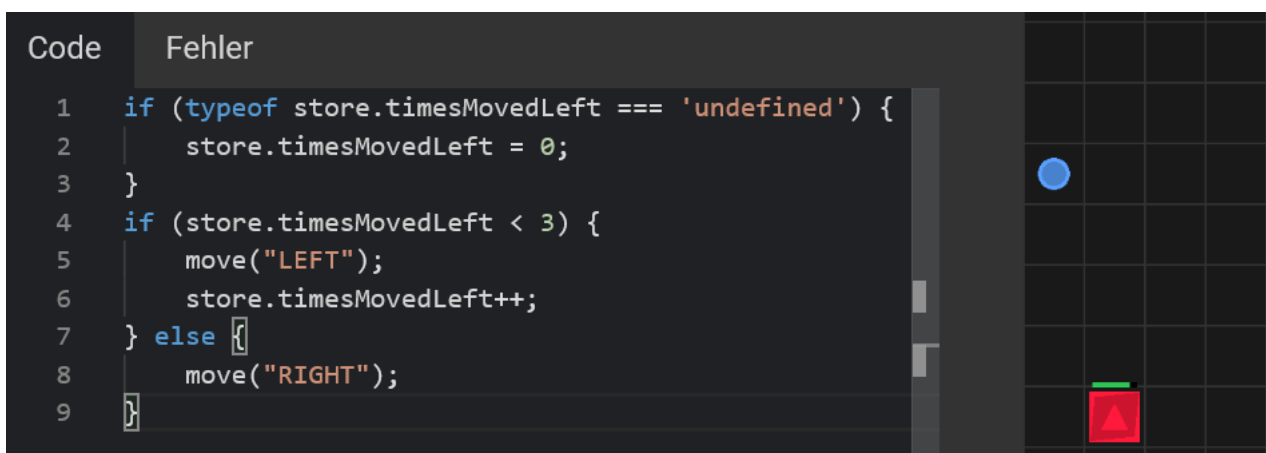 Code Fehler
1 if (typeof store.timesMovedLeft === 'undefined') {
2     store.timesMovedLeft = 0;
3 }
4 if (store.timesMovedLeft < 3) {
5     move("LEFT");
6     store.timesMovedLeft++;
7 } else {
8     move("RIGHT");
9 }